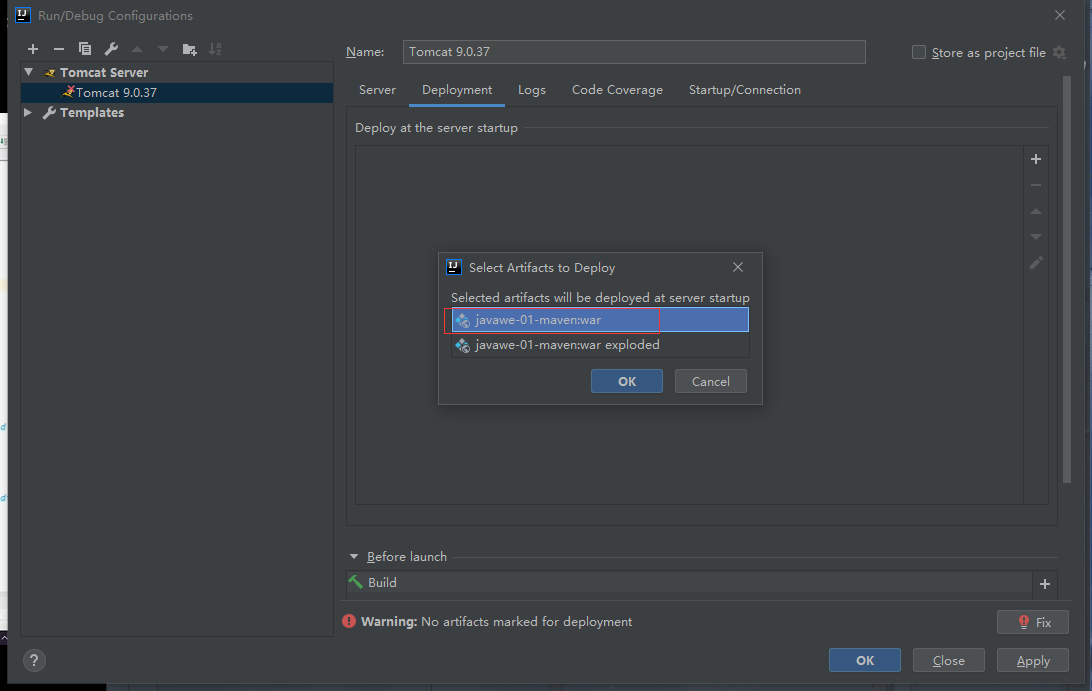 Run/Debug Configurations
Tomcat Server
Tomcat 9.0.37
Templates
Name: Tomcat 9.0.37
Store as project file
Server Deployment Logs Code Coverage Startup/Connection
Deploy at the server startup
Select Artifacts to Deploy
Selected artifacts will be deployed at server startup
javawe-01-maven:war
javawe-01-maven:war exploded
OK Cancel
Before launch
Build
Warning: No artifacts marked for deployment
Fix
? OK Close Apply